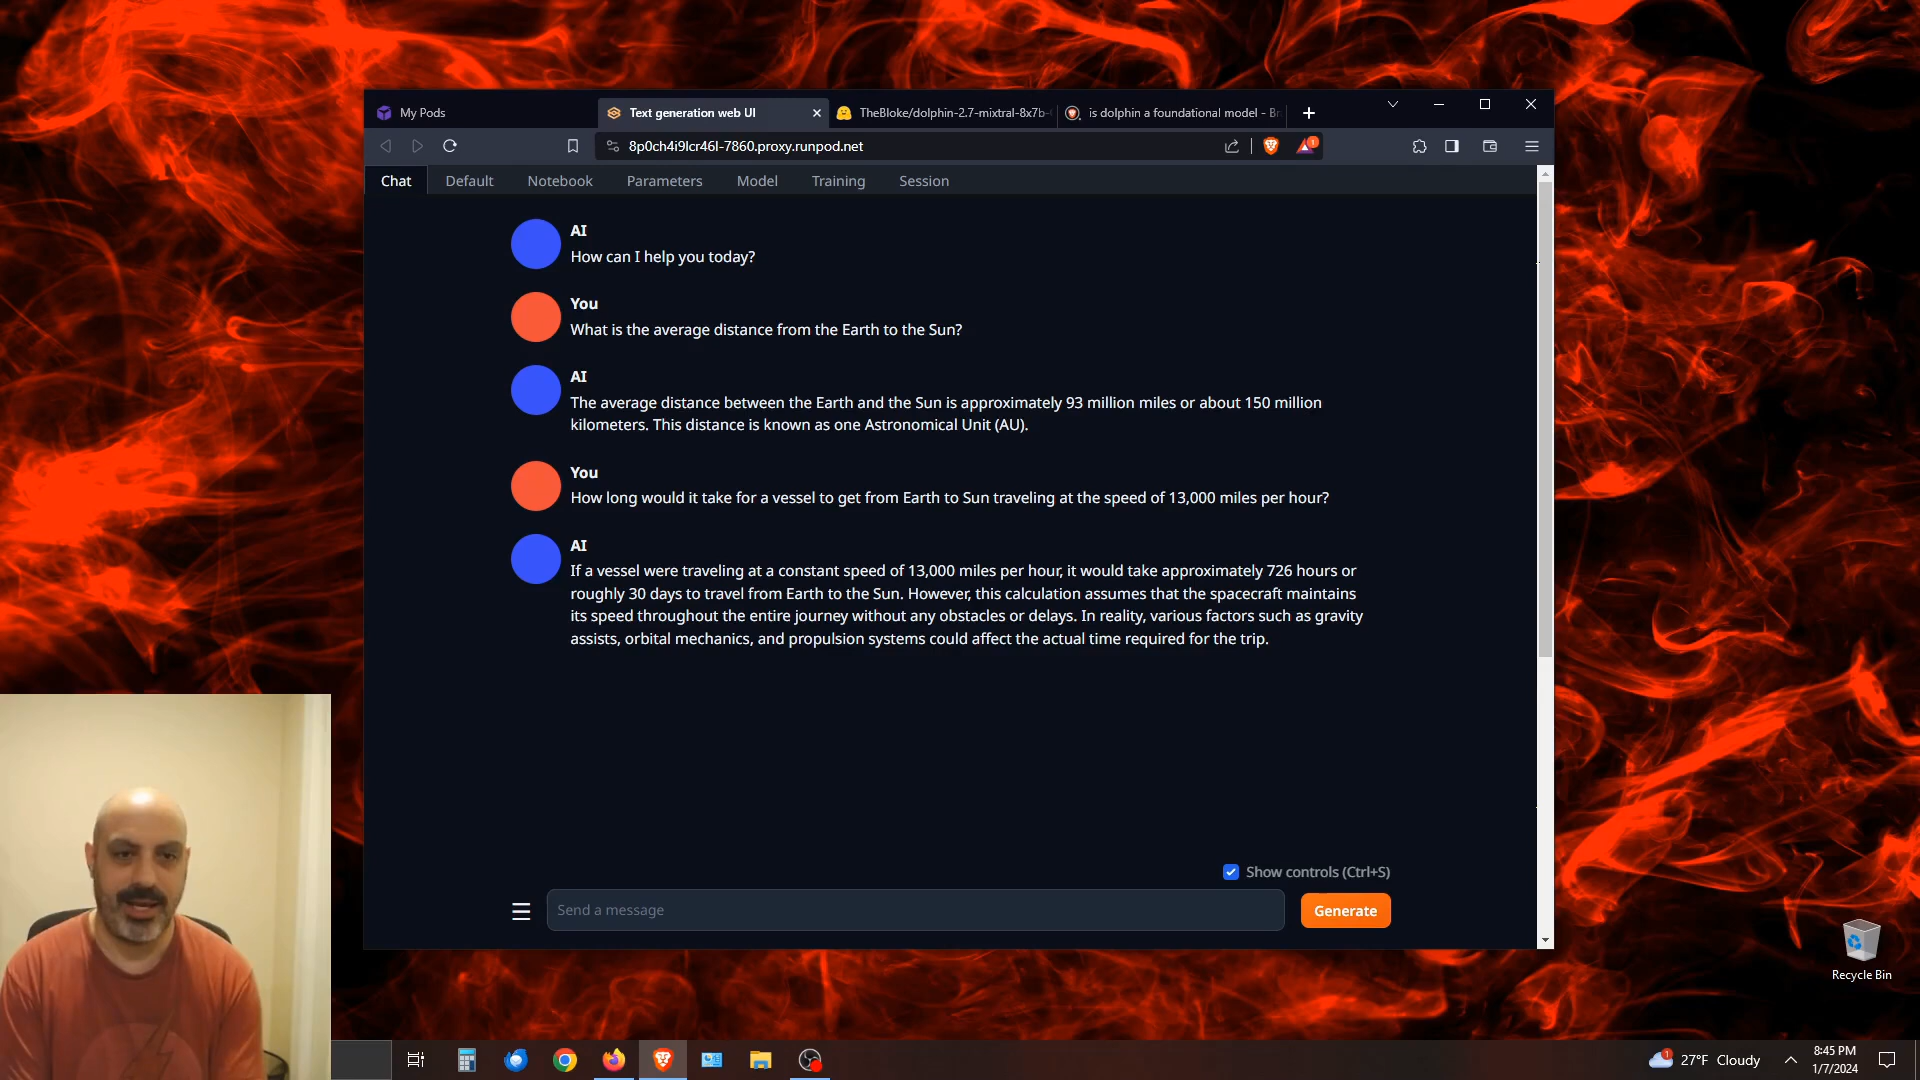 My Pods
Text generation web UI
TheBloke/dolphin-2.7-mixtral-8x7b-
is dolphin a foundational model - Br
8p0ch4i9lcr46l-7860.proxy.runpod.net
1
Chat
Default
Notebook
Parameters
Model
Training
Session
AI
How can I help you today?
You
What is the average distance from the Earth to the Sun?
AI
The average distance between the Earth and the Sun is approximately 93 million miles or about 150 million
kilometers. This distance is known as one Astronomical Unit (AU).
You
How long would it take for a vessel to get from Earth to Sun traveling at the speed of 13,000 miles per hour?
AI
If a vessel were traveling at a constant speed of 13,000 miles per hour, it would take approximately 726 hours or
roughly 30 days to travel from Earth to the Sun. However, this calculation assumes that the spacecraft maintains
its speed throughout the entire journey without any obstacles or delays. In reality, various factors such as gravity
assists, orbital mechanics, and propulsion systems could affect the actual time required for the trip.
Show controls (Ctrl+S)
Send a message
Generate
Recycle Bin
1
27°F Cloudy
8:45 PM
1/7/2024